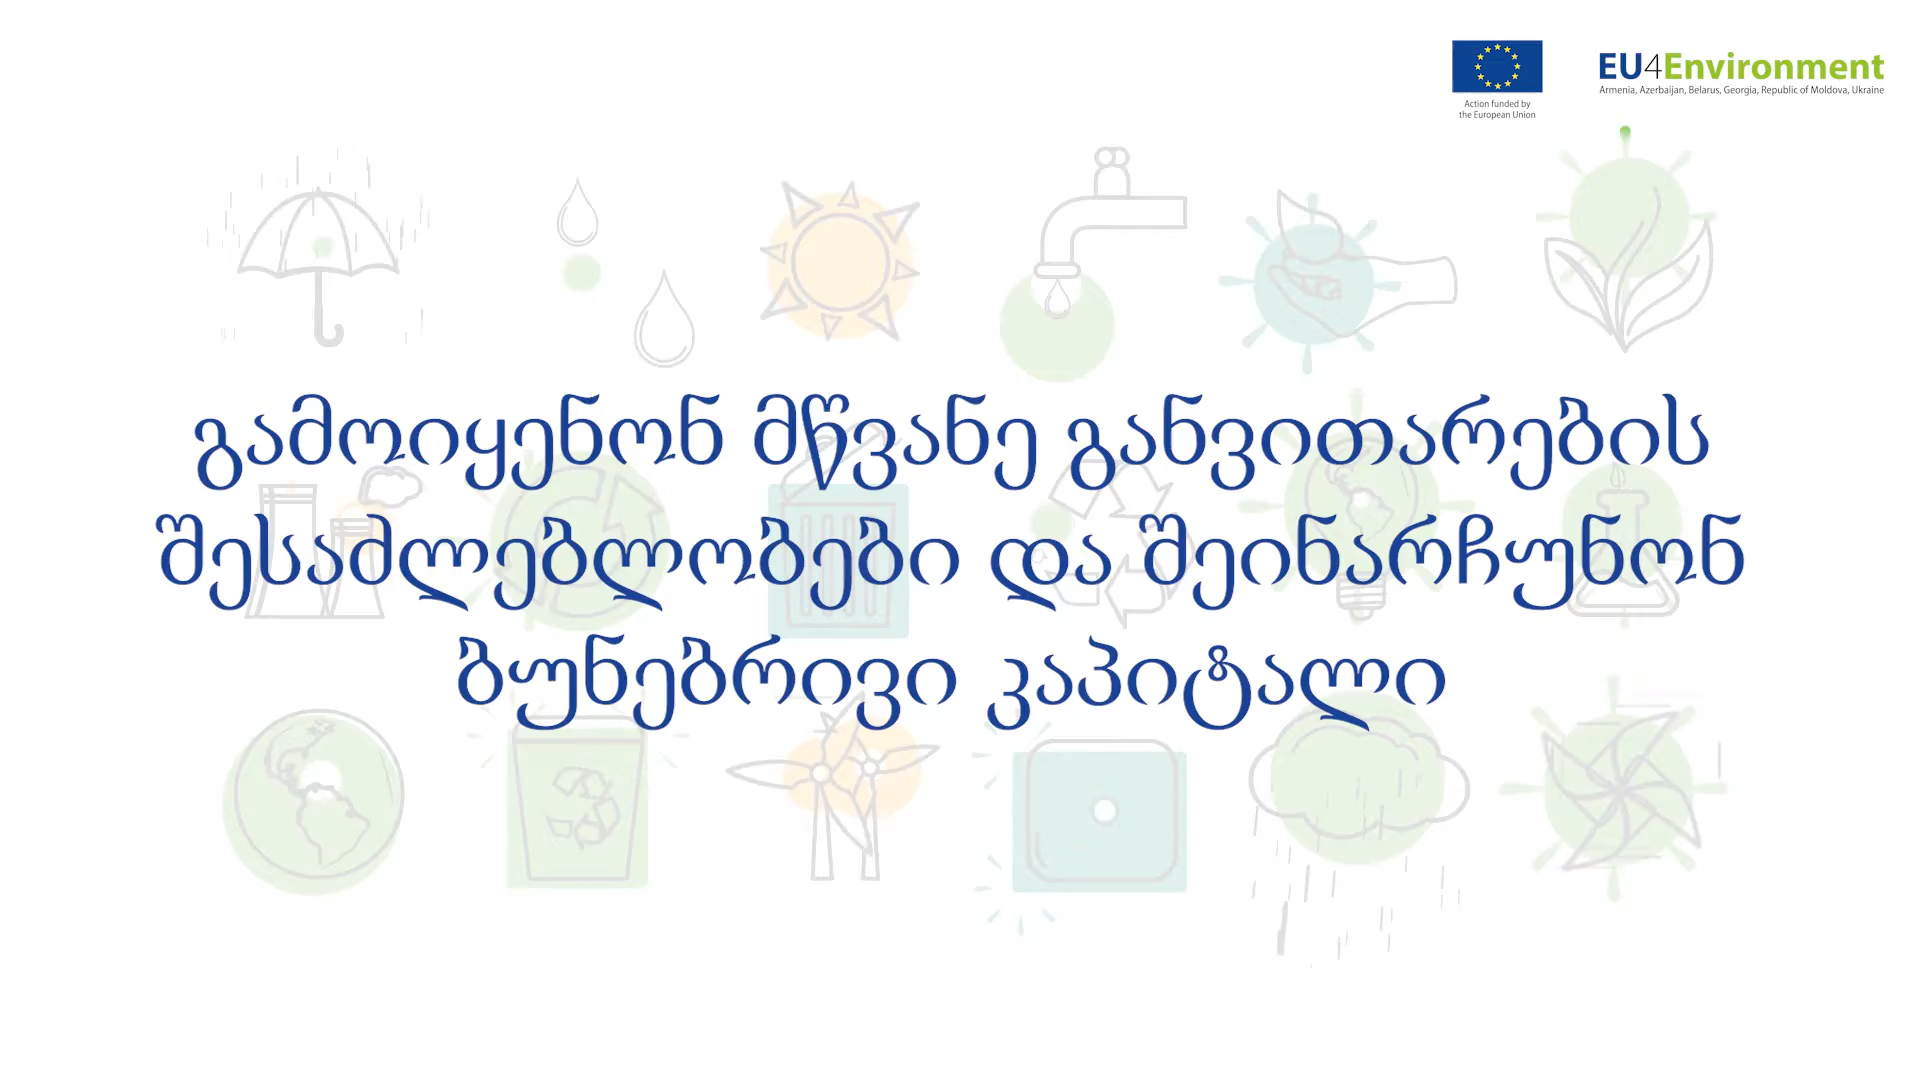 EU4Environment
Armenia, Azerbaijan, Belarus, Georgia, Republic of Moldova, Ukraine
Action funded by
the European Union
გამოიყენონ მწვანე განვითარების
შესაძლებლობები და შეინარჩუნონ
ბუნებრივი კაპიტალი